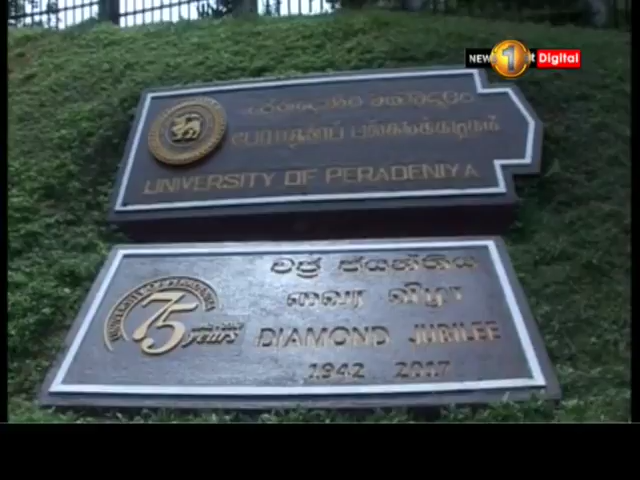 NEWS 1st Digital
පේරාදෙණිය විශ්වවිද්‍යාලය
பேராதனைப் பல்கலைக்கழகம்
UNIVERSITY OF PERADENIYA
වජ්‍ර ජයන්තිය
வைர விழா
75 years
DIAMOND JUBILEE
1942 2017